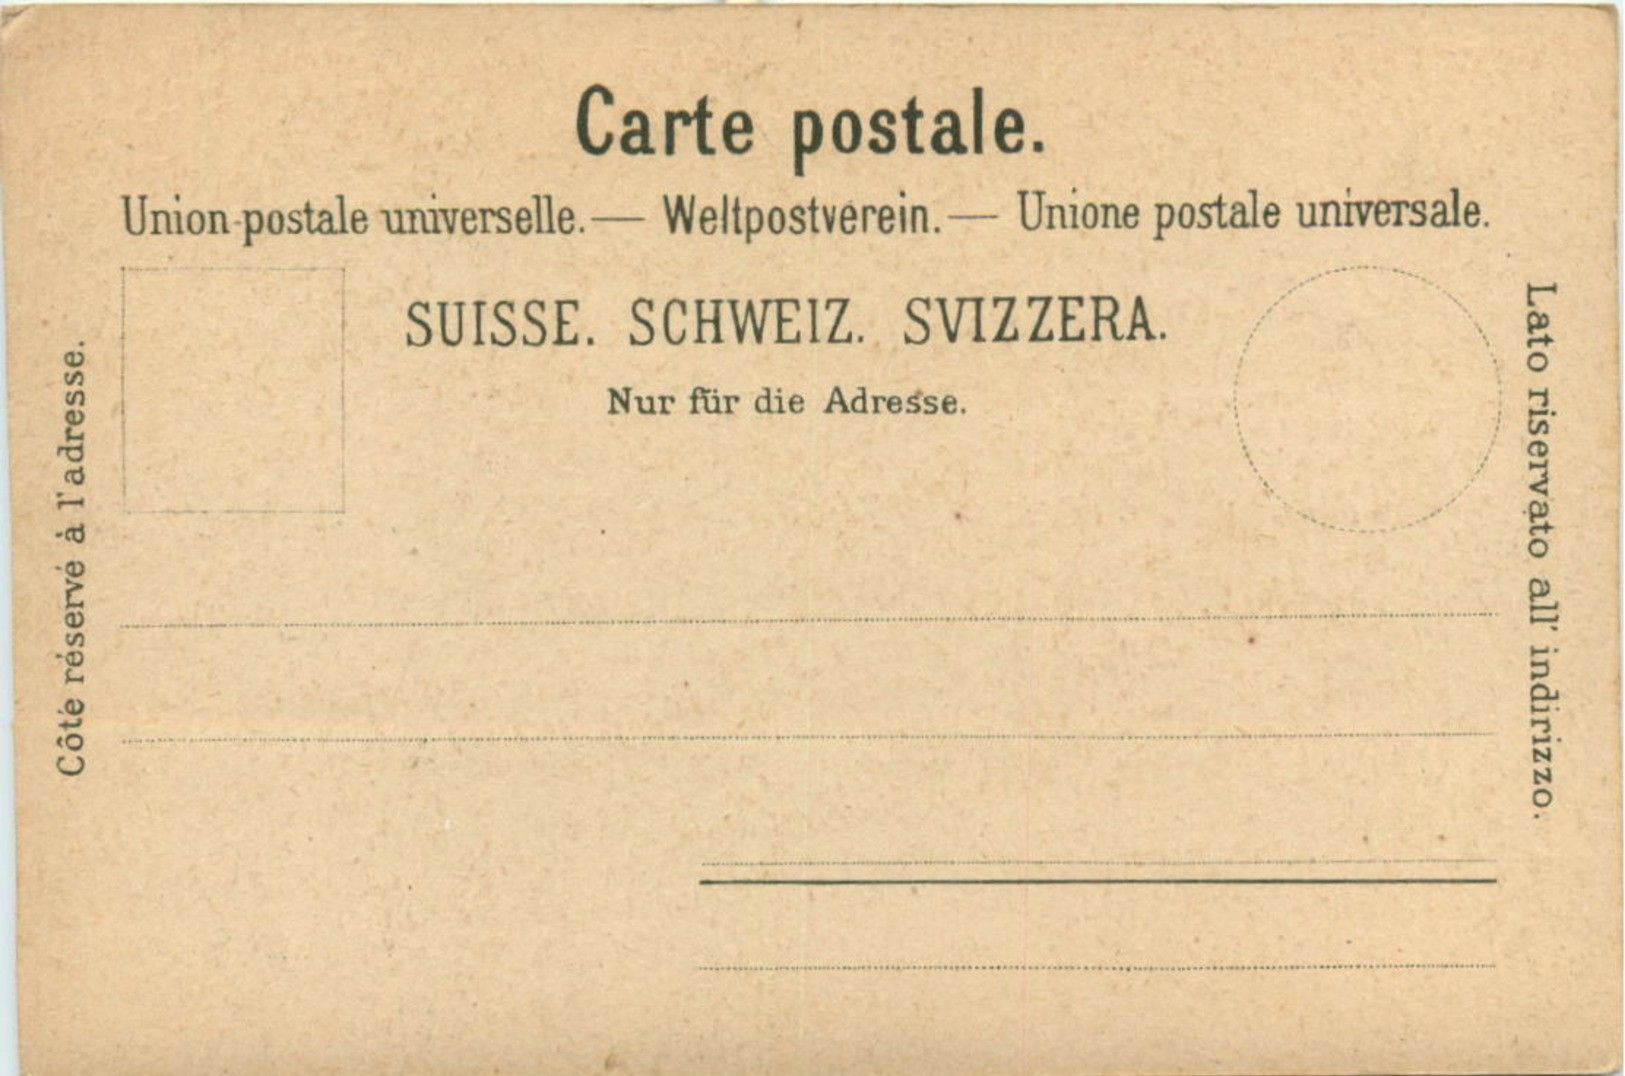 Carte postale.
Union postale universelle. — Weltpostverein. — Unione postale universale.
SUISSE. SCHWEIZ. SVIZZERA.
Nur für die Adresse.
Côté réservé à l'adresse.
Lato riservato all' indirizzo.